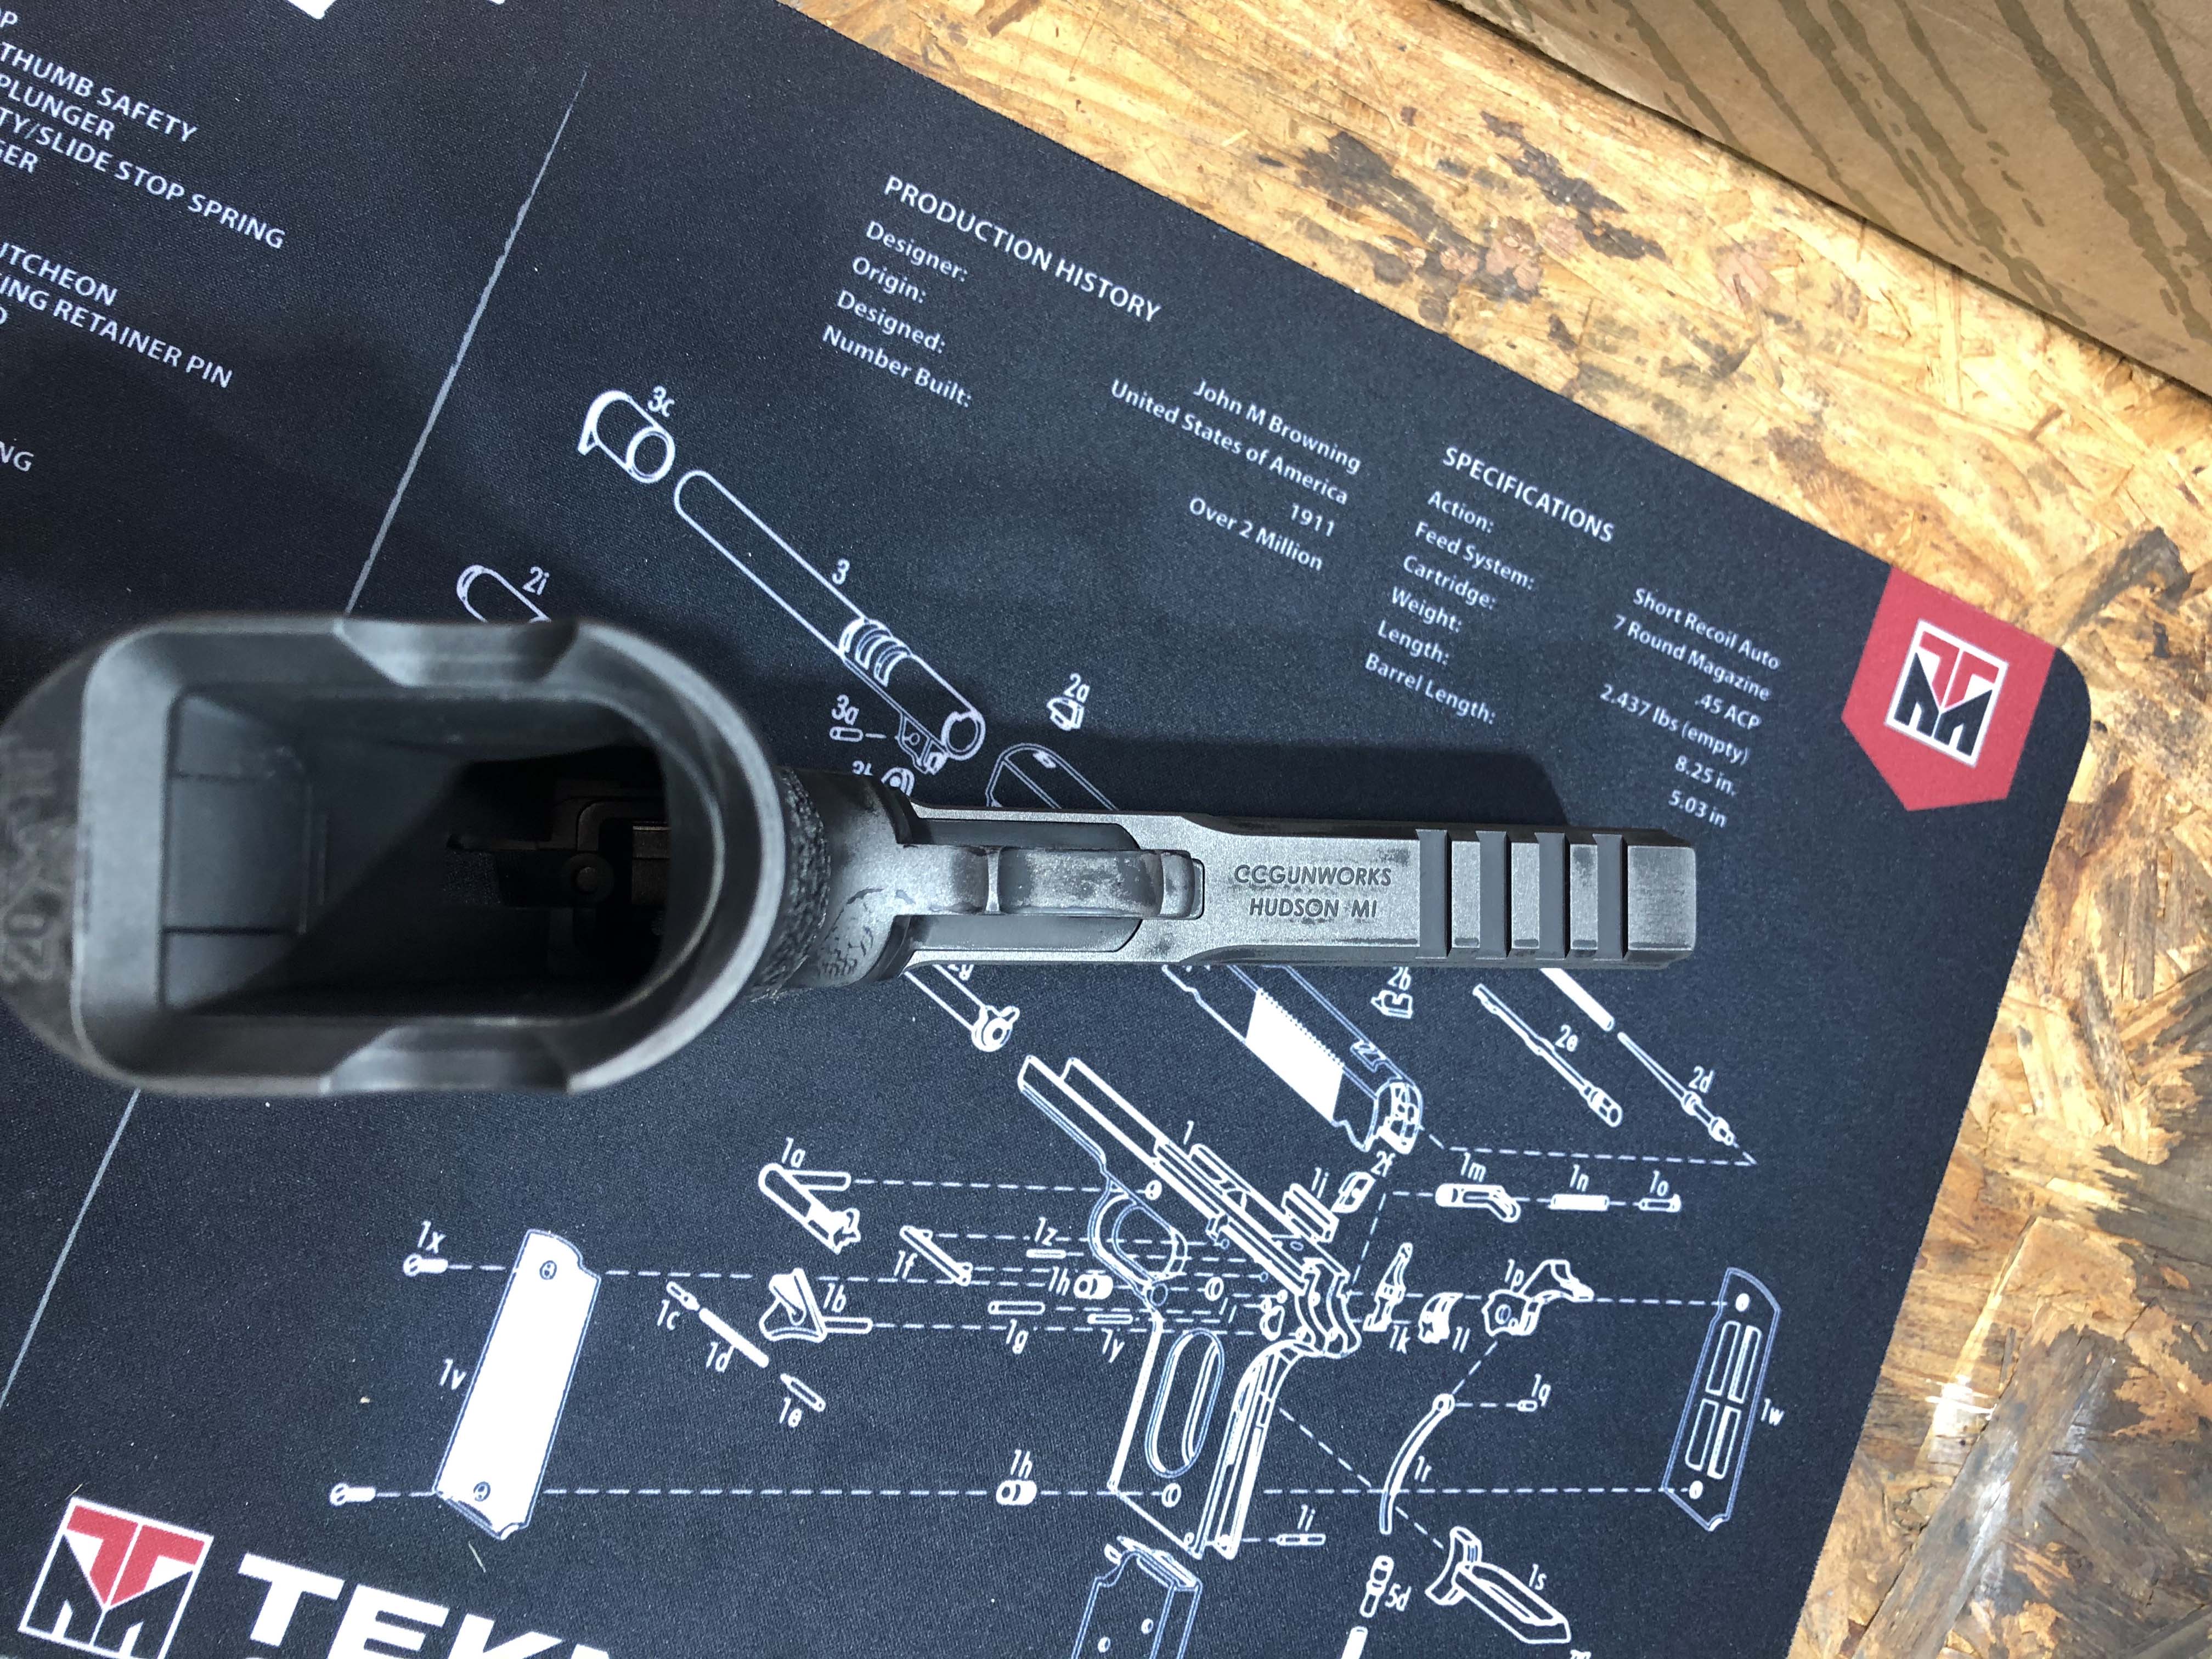 THUMB SAFETY
PLUNGER
TY/SLIDE STOP SPRING
GER
UTCHEON
ING RETAINER PIN
NG
PRODUCTION HISTORY
Designer: John M Browning
Origin: United States of America
Designed: 1911
Number Built: Over 2 Million
SPECIFICATIONS
Action: Short Recoil Auto
Feed System: 7 Round Magazine
Cartridge: .45 ACP
Weight: 2.437 lbs (empty)
Length: 8.25 in.
Barrel Length: 5.03 in
3c
3
2i
3a
2a
CCGUNWORKS
HUDSON MI
2b
2e
2d
1
1a
1j
2f
1m
1n
1o
1x
1z
1f
1h
1p
1c
1b
1g
1y
1k
1l
1d
1v
1e
1q
1w
1r
1h
1i
1s
5d
TEK